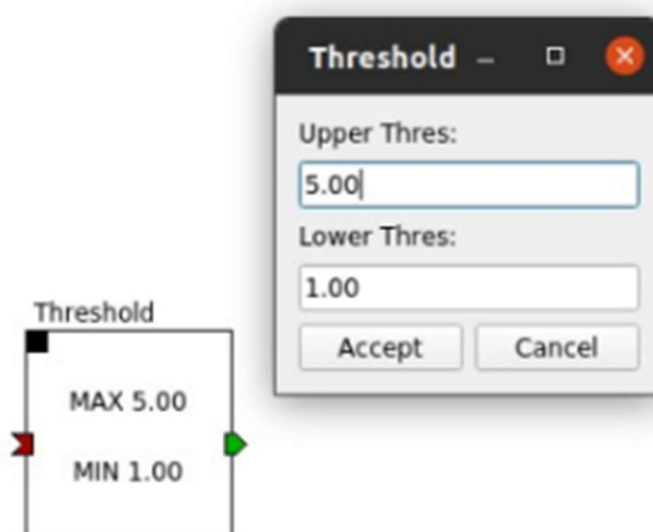 Threshold
Upper Thres:
5.00
Lower Thres:
1.00
Accept
Cancel
Threshold
MAX 5.00
MIN 1.00